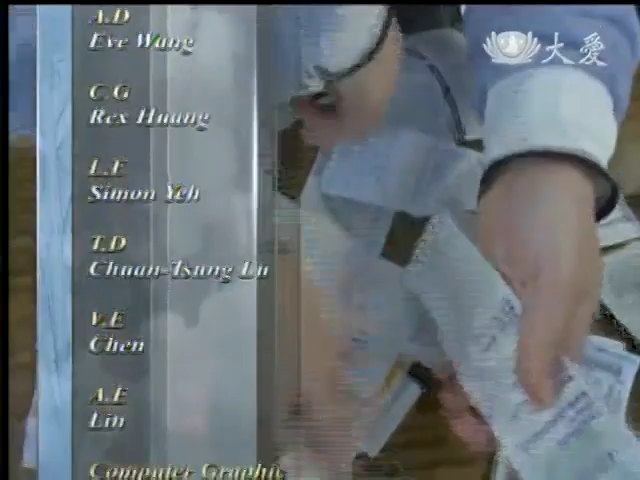 大愛
A.D
Eve Wang
C G
Rex Huang
L.E
Simon Yeh
T.D
Chuan-Tsung Lu
V.E
Chen
A.E
Lin
Computer Graphic